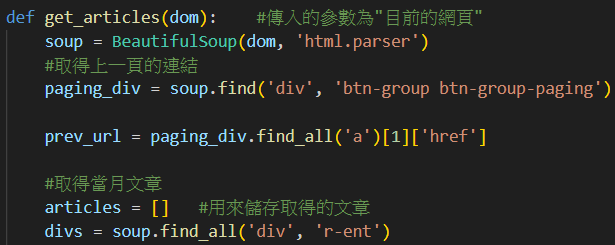 def get_articles(dom):    #傳入的參數為"目前的網頁"
    soup = BeautifulSoup(dom, 'html.parser')
    #取得上一頁的連結
    paging_div = soup.find('div', 'btn-group btn-group-paging')
    prev_url = paging_div.find_all('a')[1]['href']
    #取得當月文章
    articles = []   #用來儲存取得的文章
    divs = soup.find_all('div', 'r-ent')